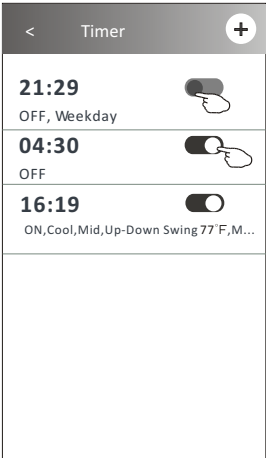 < Timer +
21:29
OFF, Weekday
04:30
OFF
16:19
ON,Cool,Mid,Up-Down Swing 77°F,M...